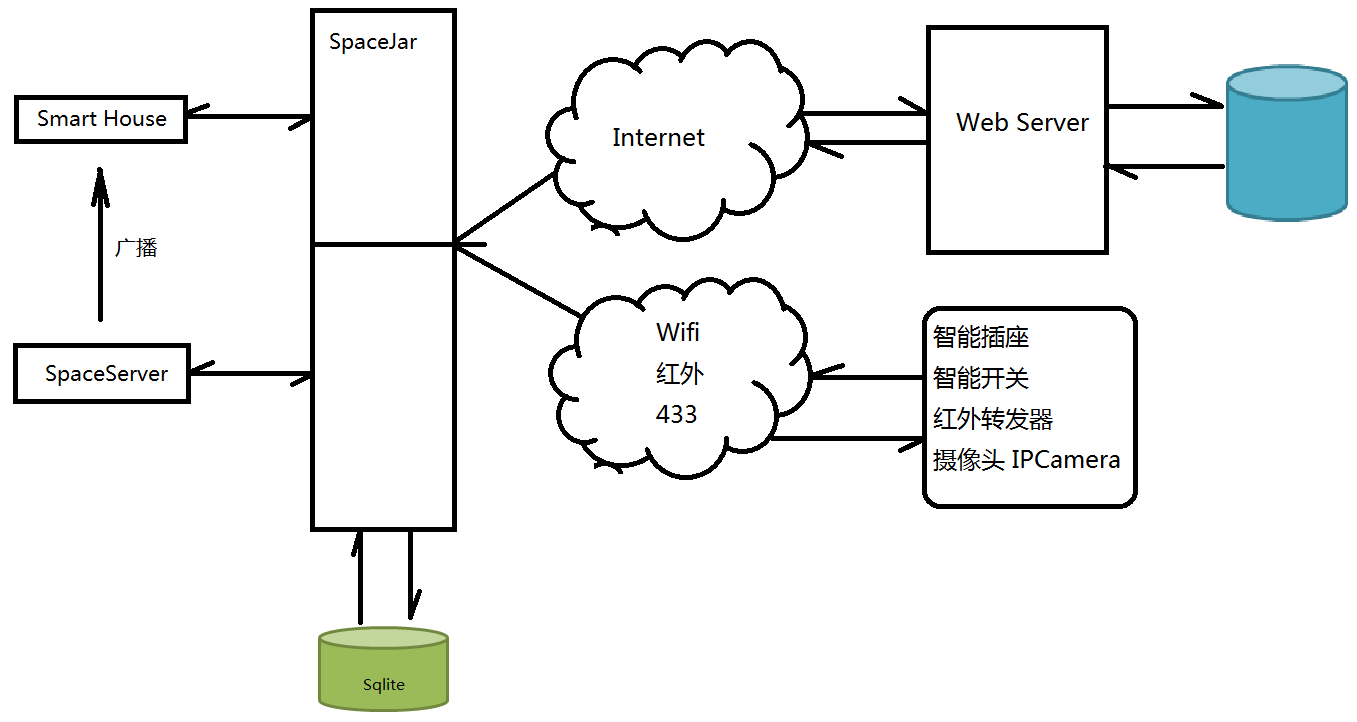 SpaceJar
Smart House
Internet
Web Server
广播
Wifi
红外
433
智能插座
智能开关
红外转发器
摄像头 IPCamera
SpaceServer
Sqlite